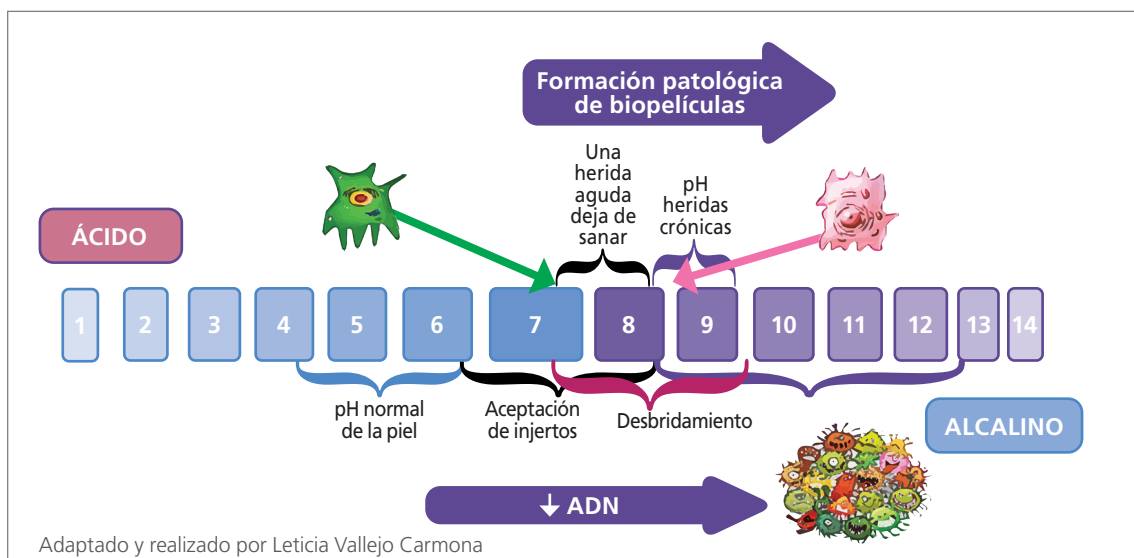 Formación patológica
de biopelículas
Una
herida
aguda
deja de
sanar
pH
heridas
crónicas
ÁCIDO
1 2 3 4 5 6 7 8 9 10 11 12 13 14
pH normal
de la piel
Aceptación
de injertos
Desbridamiento
ALCALINO
↓ ADN
Adaptado y realizado por Leticia Vallejo Carmona